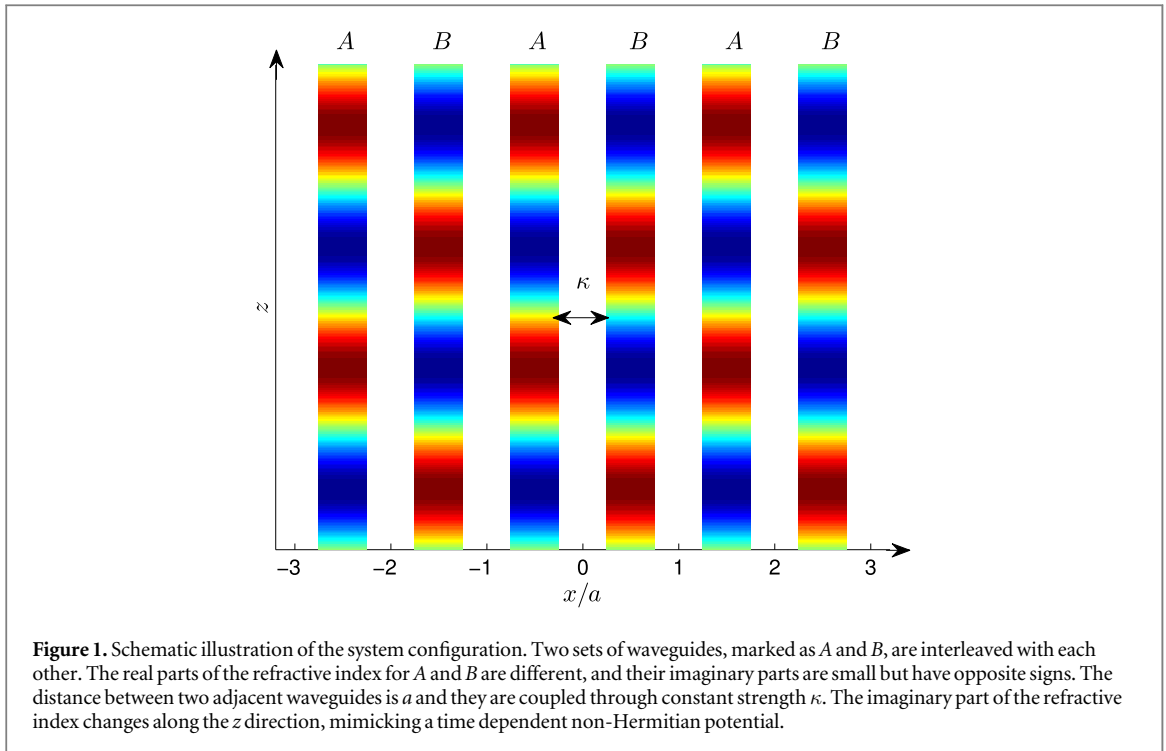 A B A B A B
κ
z
−3 −2 −1 0 1 2 3
x/a
Figure 1. Schematic illustration of the system configuration. Two sets of waveguides, marked as A and B, are interleaved with each
other. The real parts of the refractive index for A and B are different, and their imaginary parts are small but have opposite signs. The
distance between two adjacent waveguides is a and they are coupled through constant strength κ. The imaginary part of the refractive
index changes along the z direction, mimicking a time dependent non-Hermitian potential.